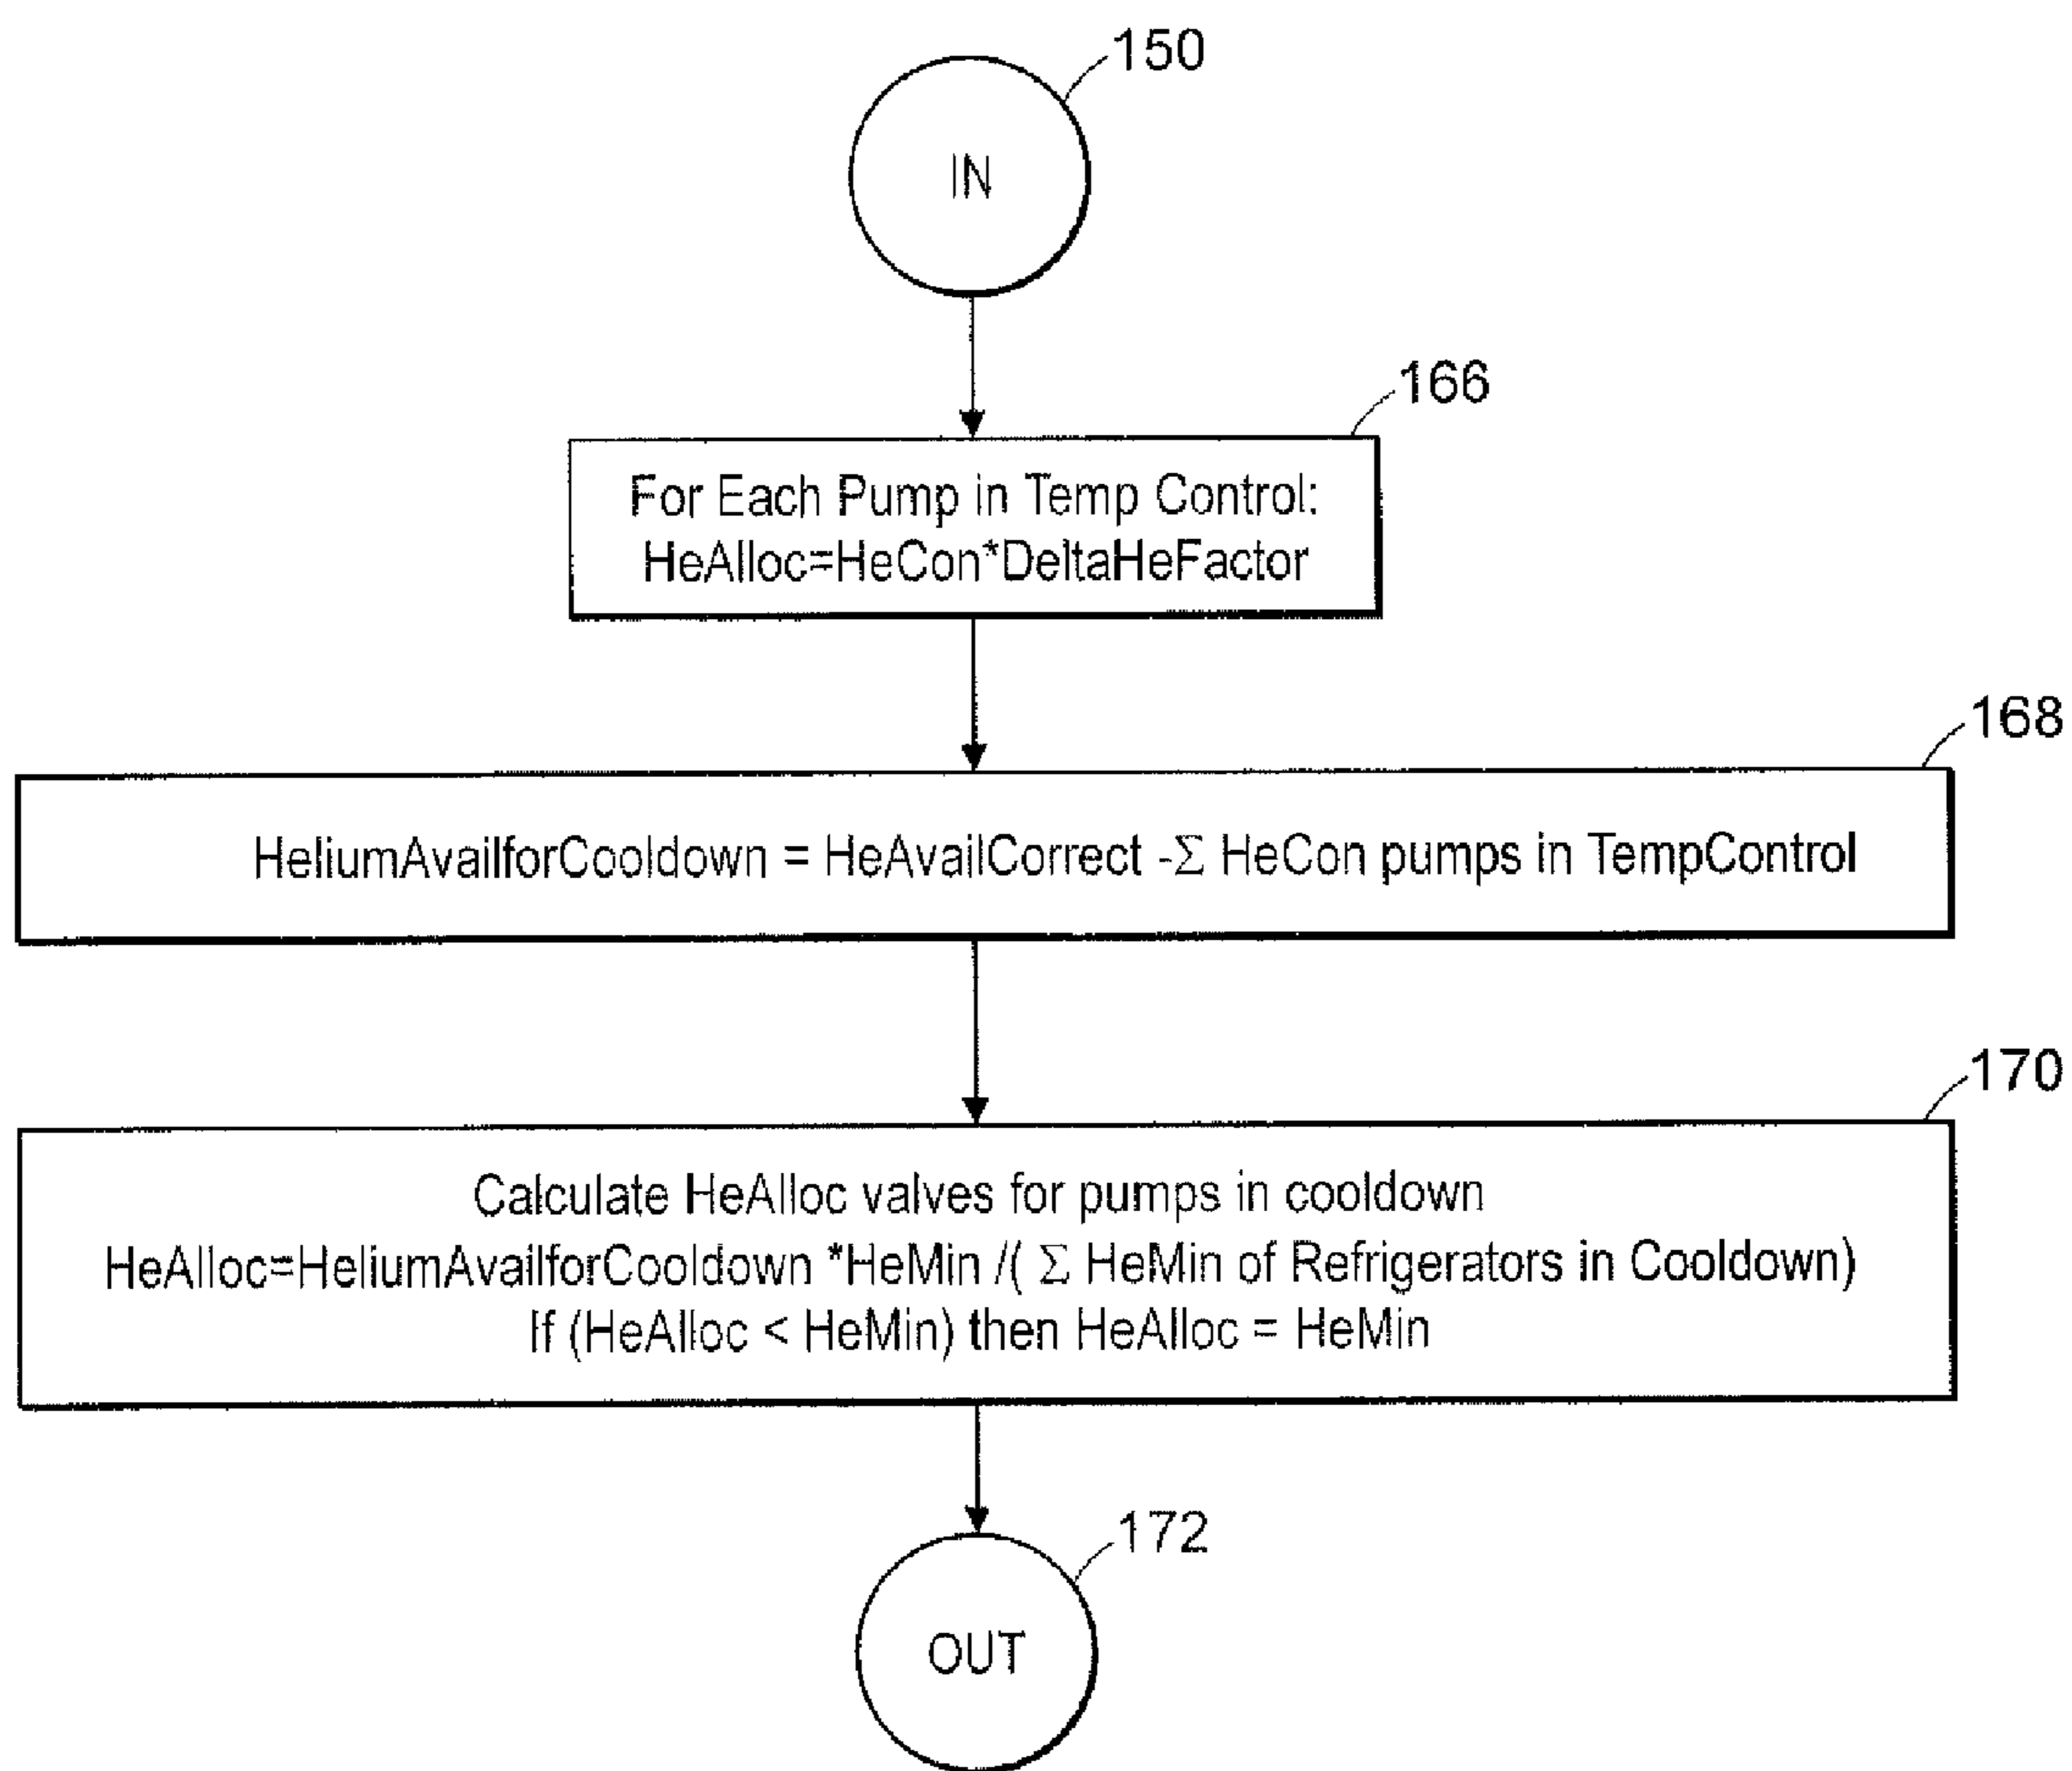 150
IN
166
For Each Pump in Temp Control:
HeAlloc=HeCon*DeltaHeFactor
168
HeliumAvailforCooldown = HeAvailCorrect -Σ HeCon pumps in TempControl
170
Calculate HeAlloc valves for pumps in cooldown
HeAlloc=HeliumAvailforCooldown *HeMin /( Σ HeMin of Refrigerators in Cooldown)
If (HeAlloc < HeMin) then HeAlloc = HeMin
172
OUT